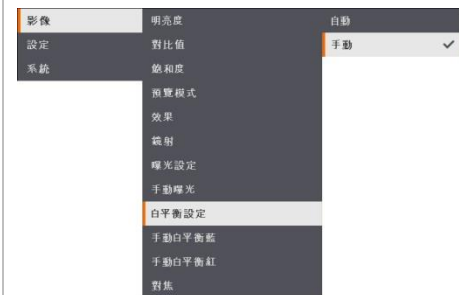 影像
設定
系統
明亮度
對比值
飽和度
預覽模式
效果
鏡射
曝光設定
手動曝光
白平衡設定
手動白平衡藍
手動白平衡紅
對焦
自動
手動